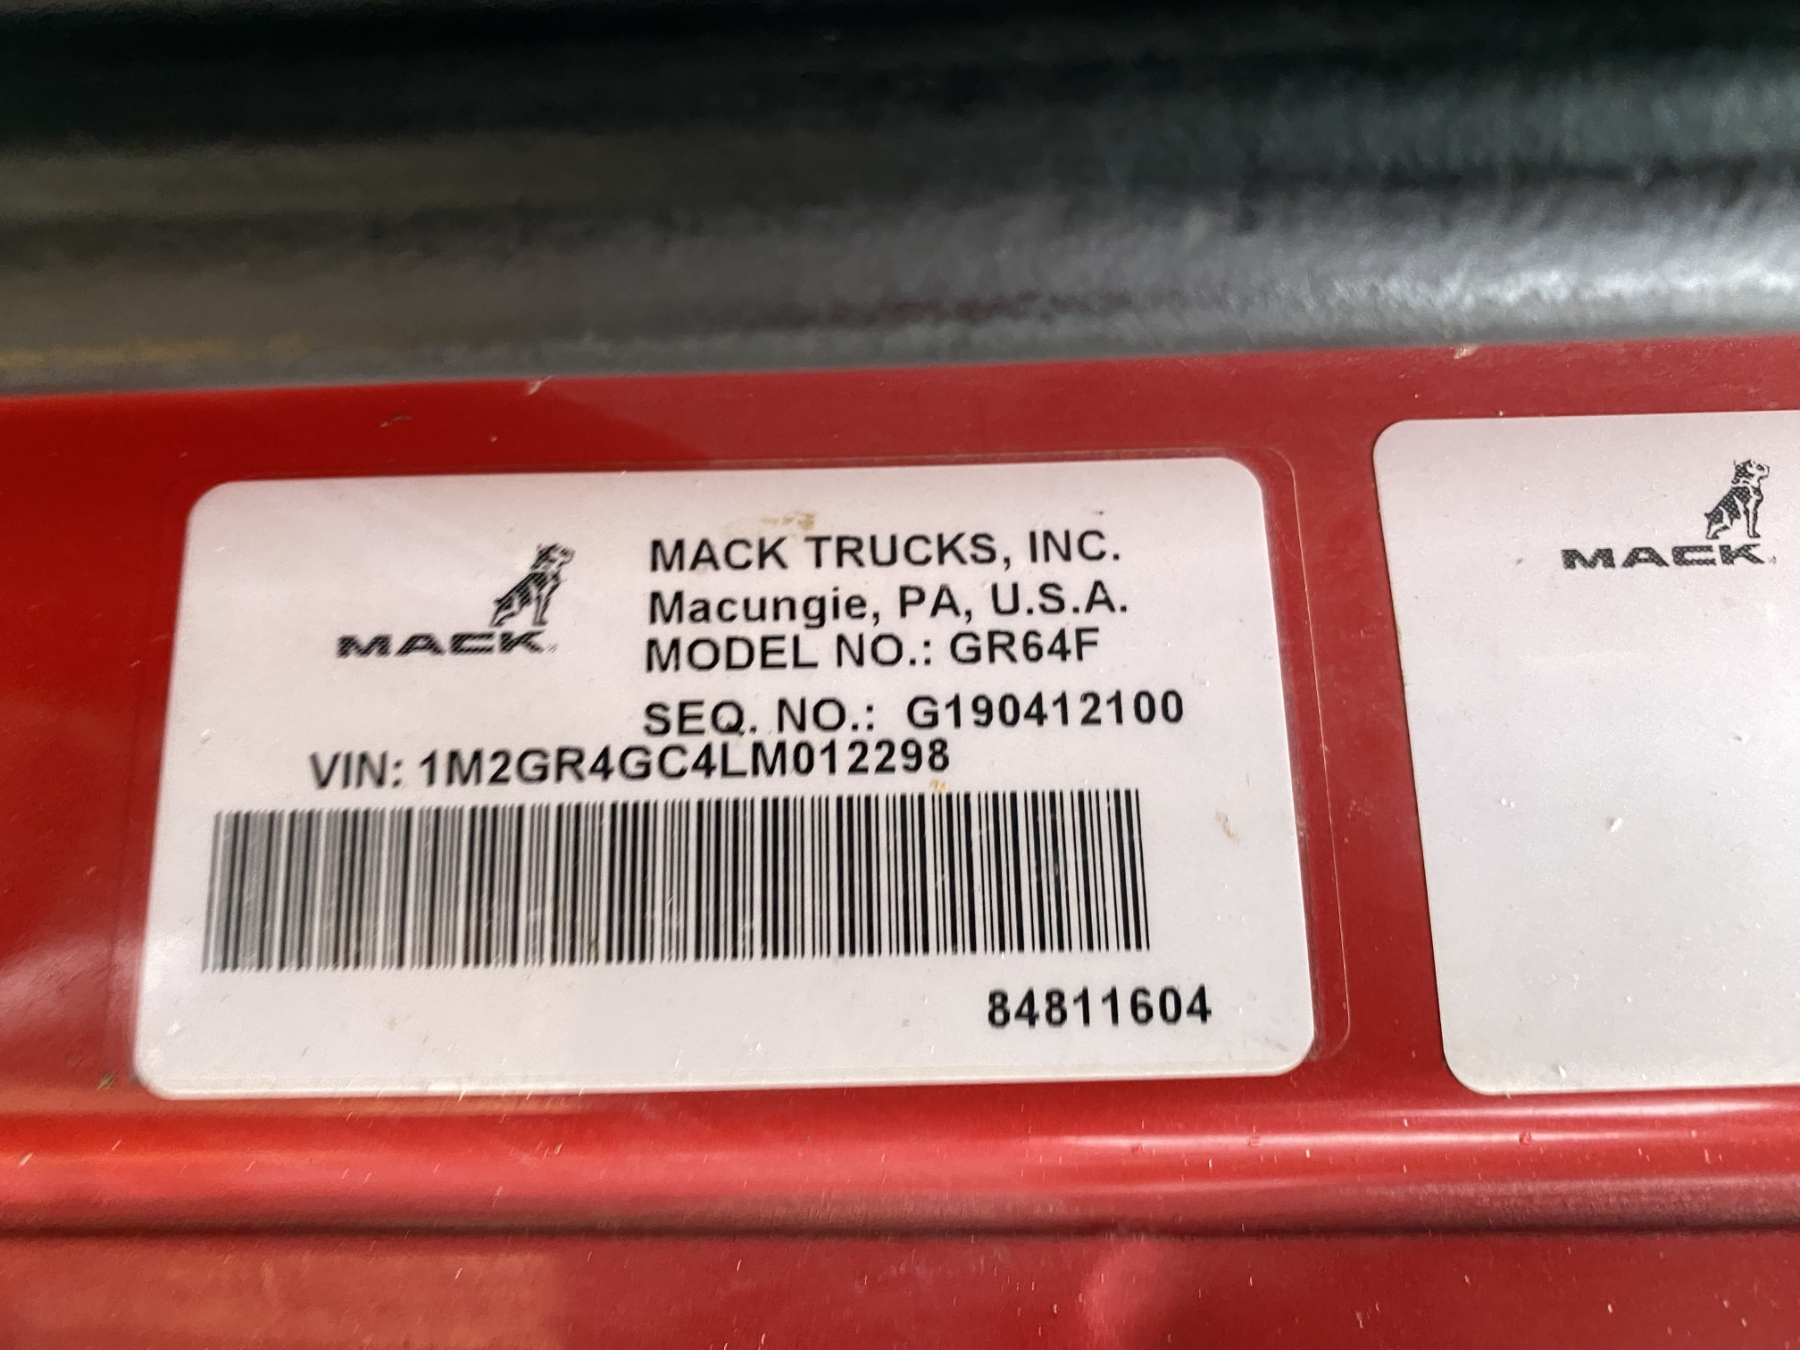 MACK
MACK TRUCKS, INC.
Macungie, PA, U.S.A.
MODEL NO.: GR64F
SEQ. NO.: G190412100
VIN: 1M2GR4GC4LM012298
84811604
MACK